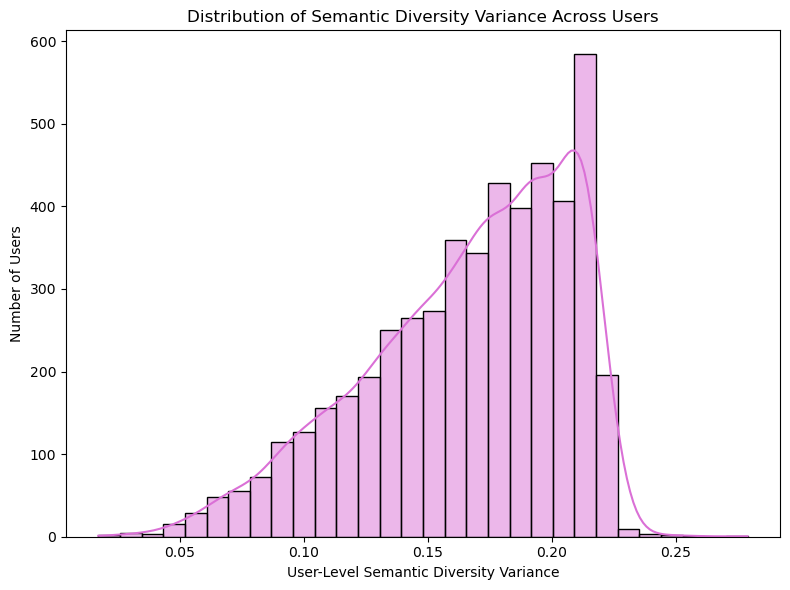 Distribution of Semantic Diversity Variance Across Users
600
500
400
300
200
100
0
Number of Users
0.05 0.10 0.15 0.20 0.25
User-Level Semantic Diversity Variance